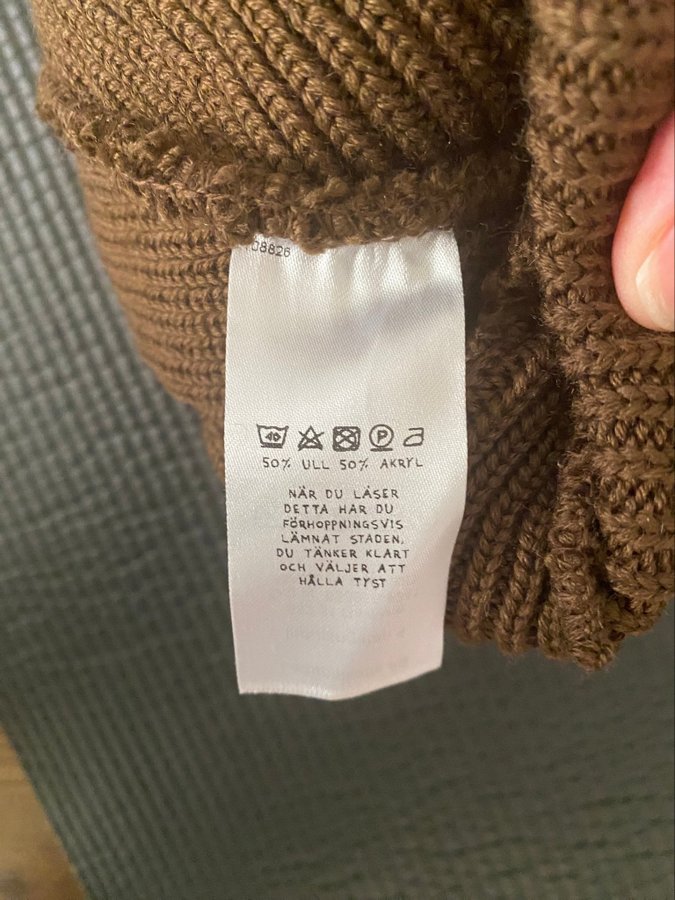 08826
40 P
50% ULL 50% AKRYL
NÄR DU LÄSER
DETTA HAR DU
FÖRHOPPNINGSVIS
LÄMNAT STADEN,
DU TÄNKER KLART
OCH VÄLJER ATT
HÅLLA TYST